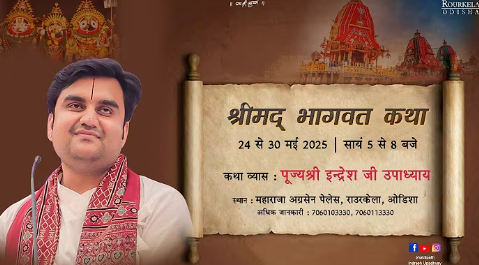 ROURKELA
ODISHA
श्रीमद् भागवत कथा
24 से 30 मई 2025 | सायं 5 से 8 बजे
कथा व्यास : पूज्यश्री इन्द्रेश जी उपाध्याय
स्थान : महाराजा अग्रसेन पेलेस, राउरकेला, ओडिशा
अधिक जानकारी : 7060103330, 7060113330